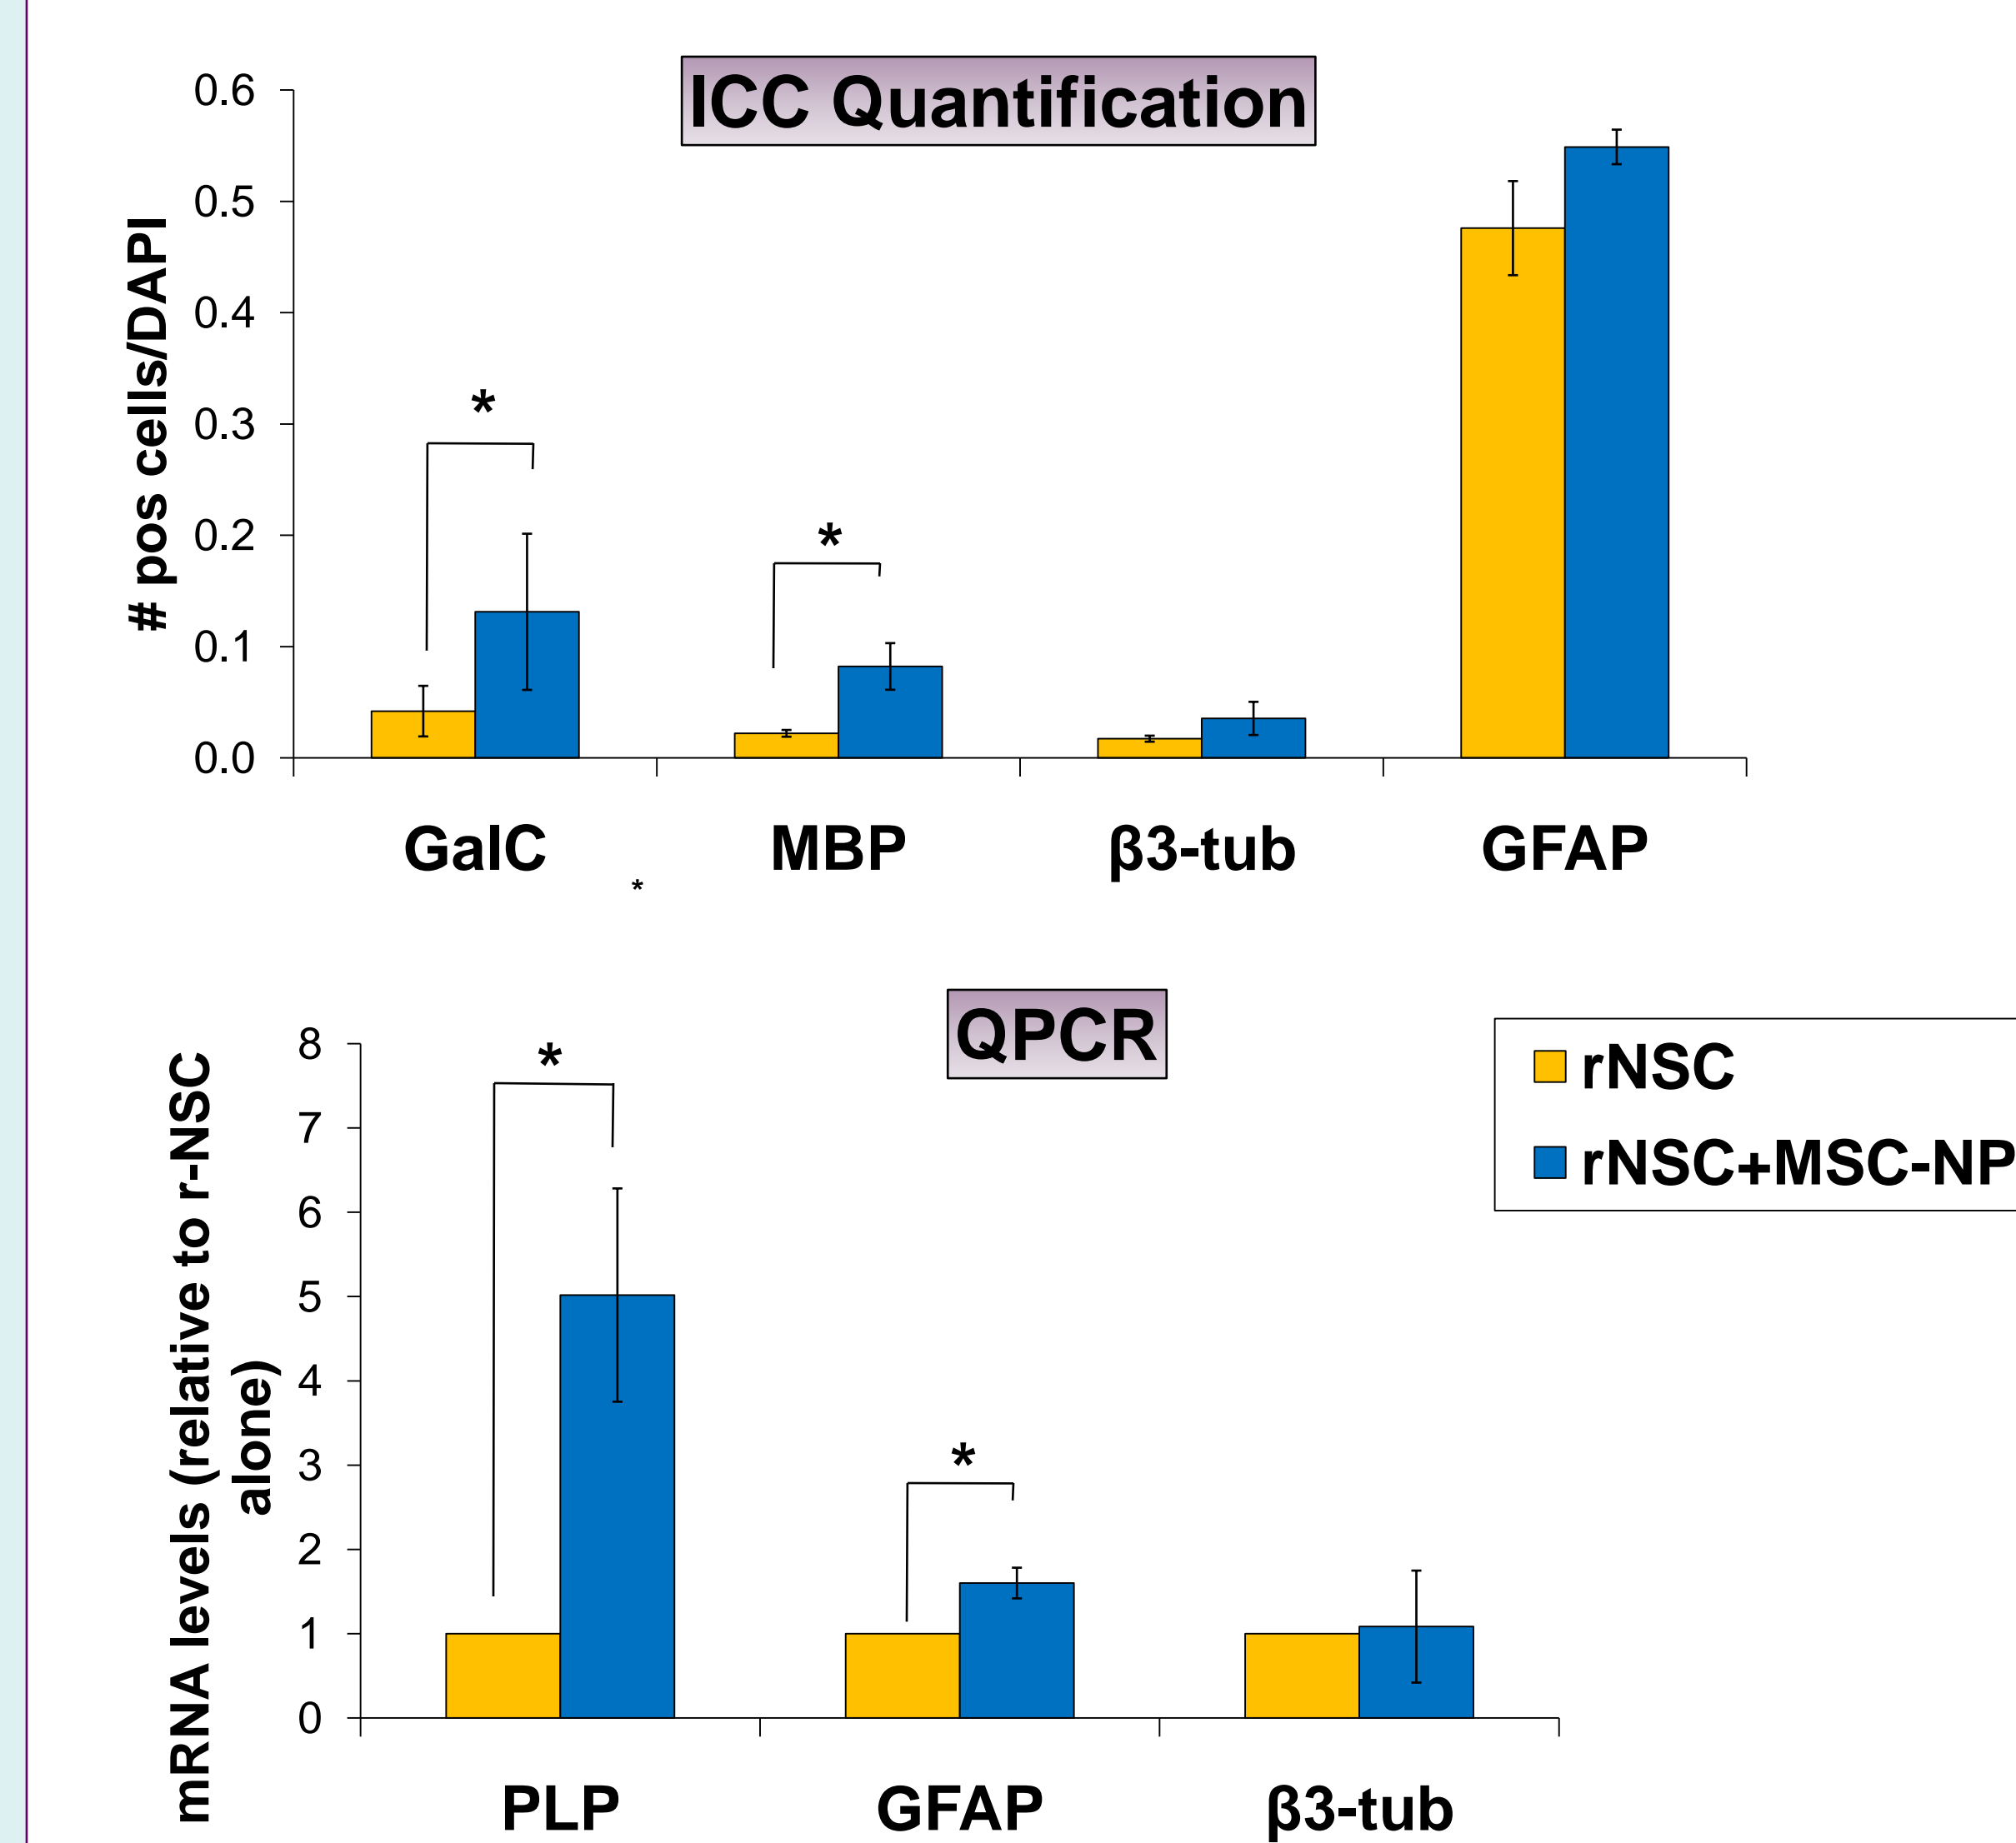 ICC Quantification
# pos cells/DAPI
0.6
0.5
0.4
0.3
0.2
0.1
0.0
*
*
GalC MBP β3-tub GFAP
*
QPCR
mRNA levels (relative to r-NSC
alone)
8
7
6
5
4
3
2
1
0
*
*
rNSC
rNSC+MSC-NP
PLP GFAP β3-tub